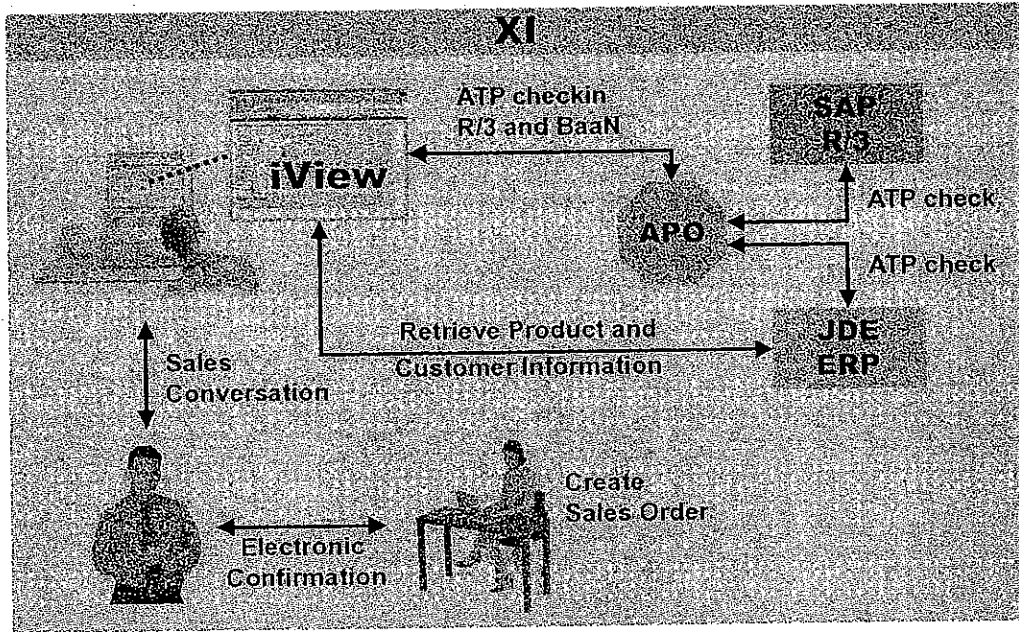 XI
ATP checkin
R/3 and BaaN
SAP
R/3
iView
ATP check
APO
ATP check
Retrieve Product and
Customer Information
JDE
ERP
Sales
Conversation
Create
Sales Order
Electronic
Confirmation